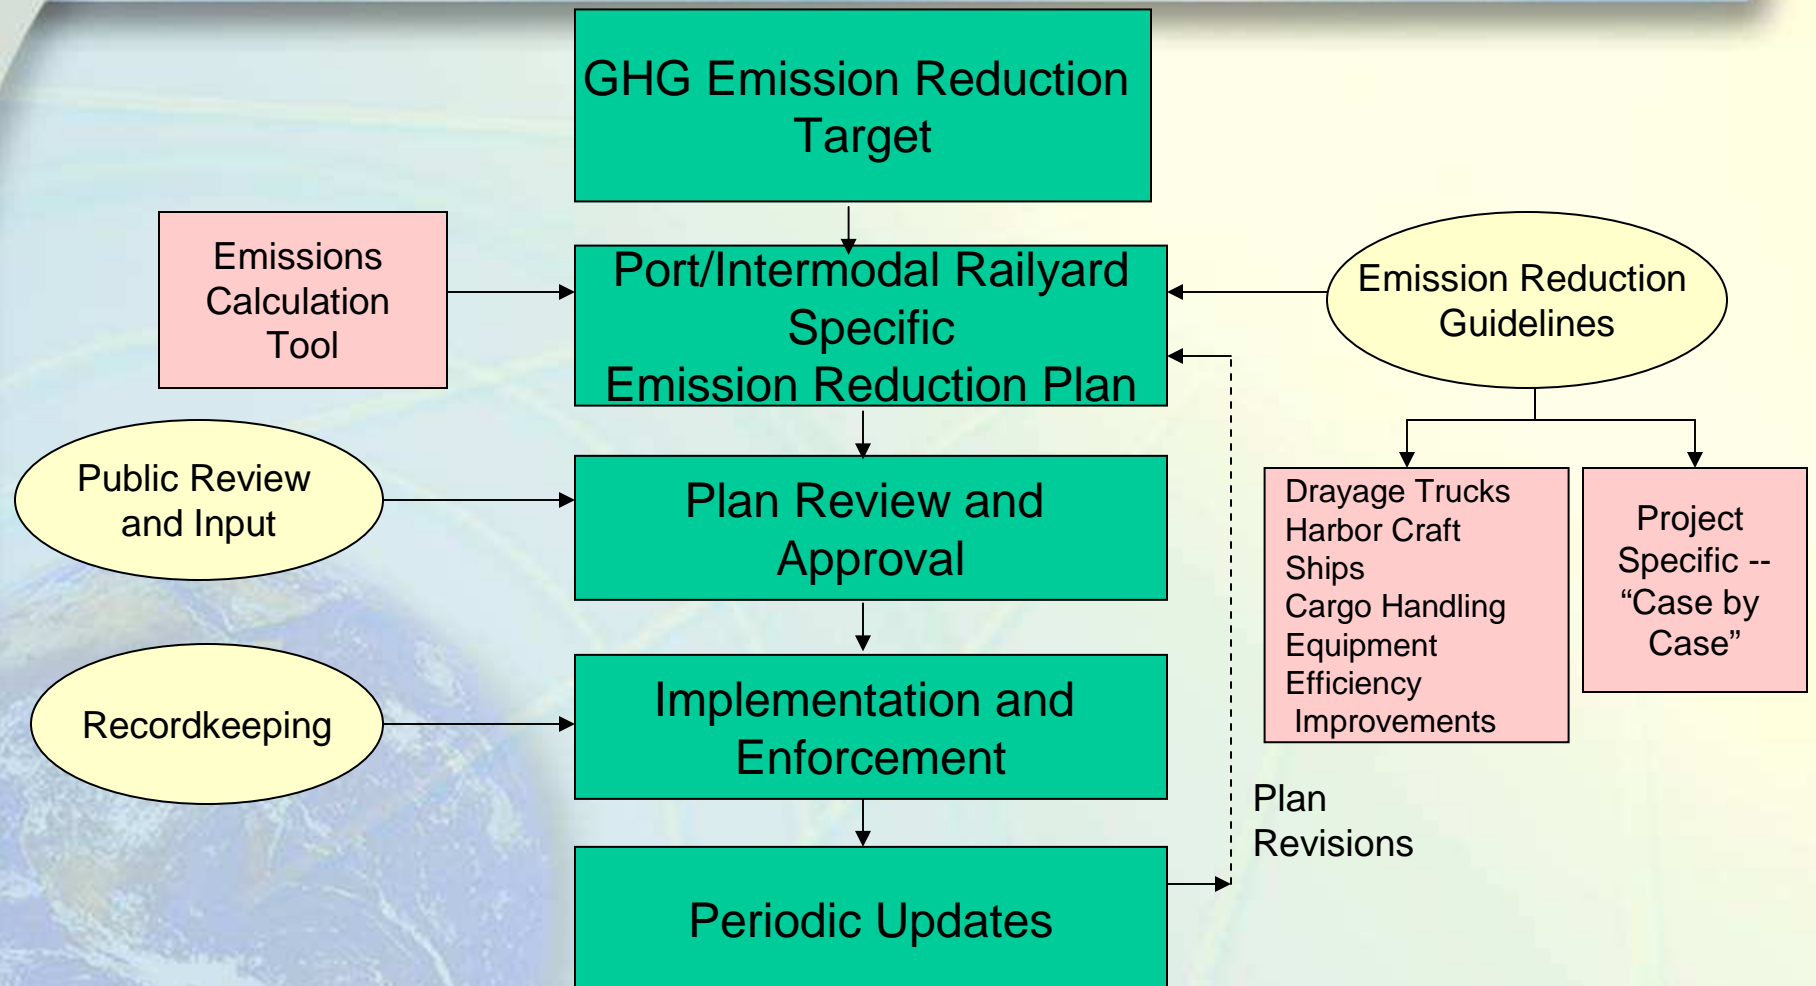 GHG Emission Reduction
Target
Emissions
Calculation
Tool
Port/Intermodal Railyard
Specific
Emission Reduction Plan
Emission Reduction
Guidelines
Public Review
and Input
Plan Review and
Approval
Drayage Trucks
Harbor Craft
Ships
Cargo Handling
Equipment
Efficiency
Improvements
Project
Specific --
“Case by
Case”
Recordkeeping
Implementation and
Enforcement
Plan
Revisions
Periodic Updates